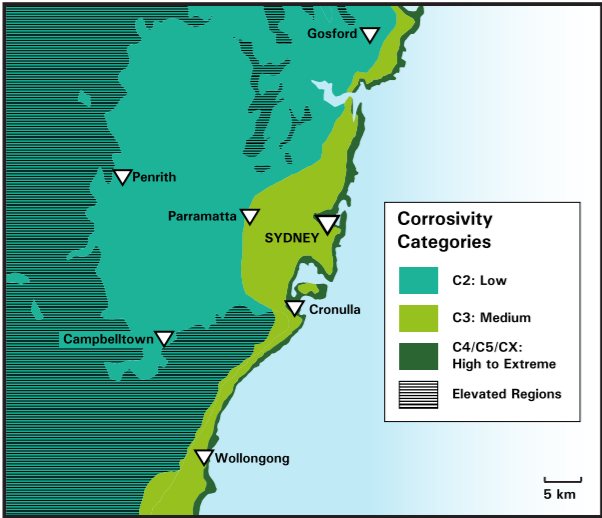 Gosford
Penrith
Parramatta
SYDNEY
Corrosivity
Categories
C2: Low
C3: Medium
C4/C5/CX:
High to Extreme
Elevated Regions
Cronulla
Campbelltown
Wollongong
5 km